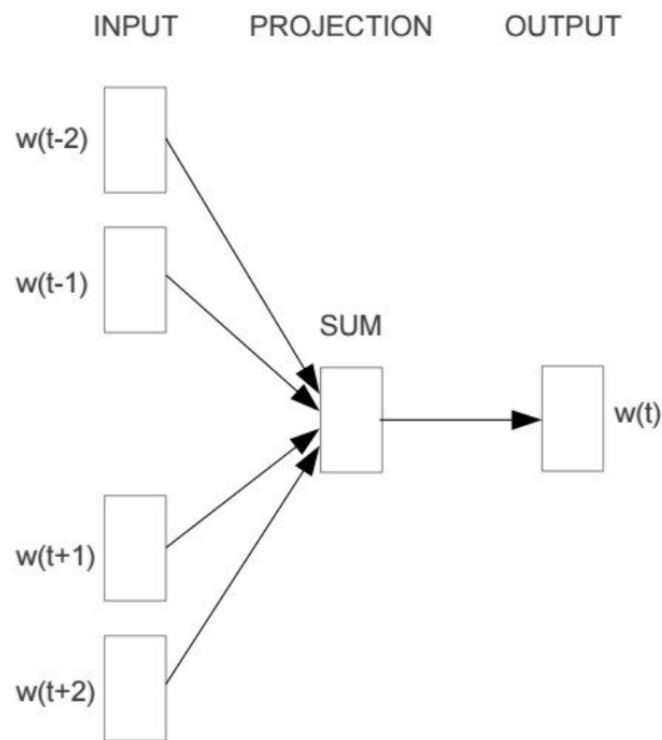 INPUT PROJECTION OUTPUT
w(t-2)
w(t-1)
SUM
w(t)
w(t+1)
w(t+2)